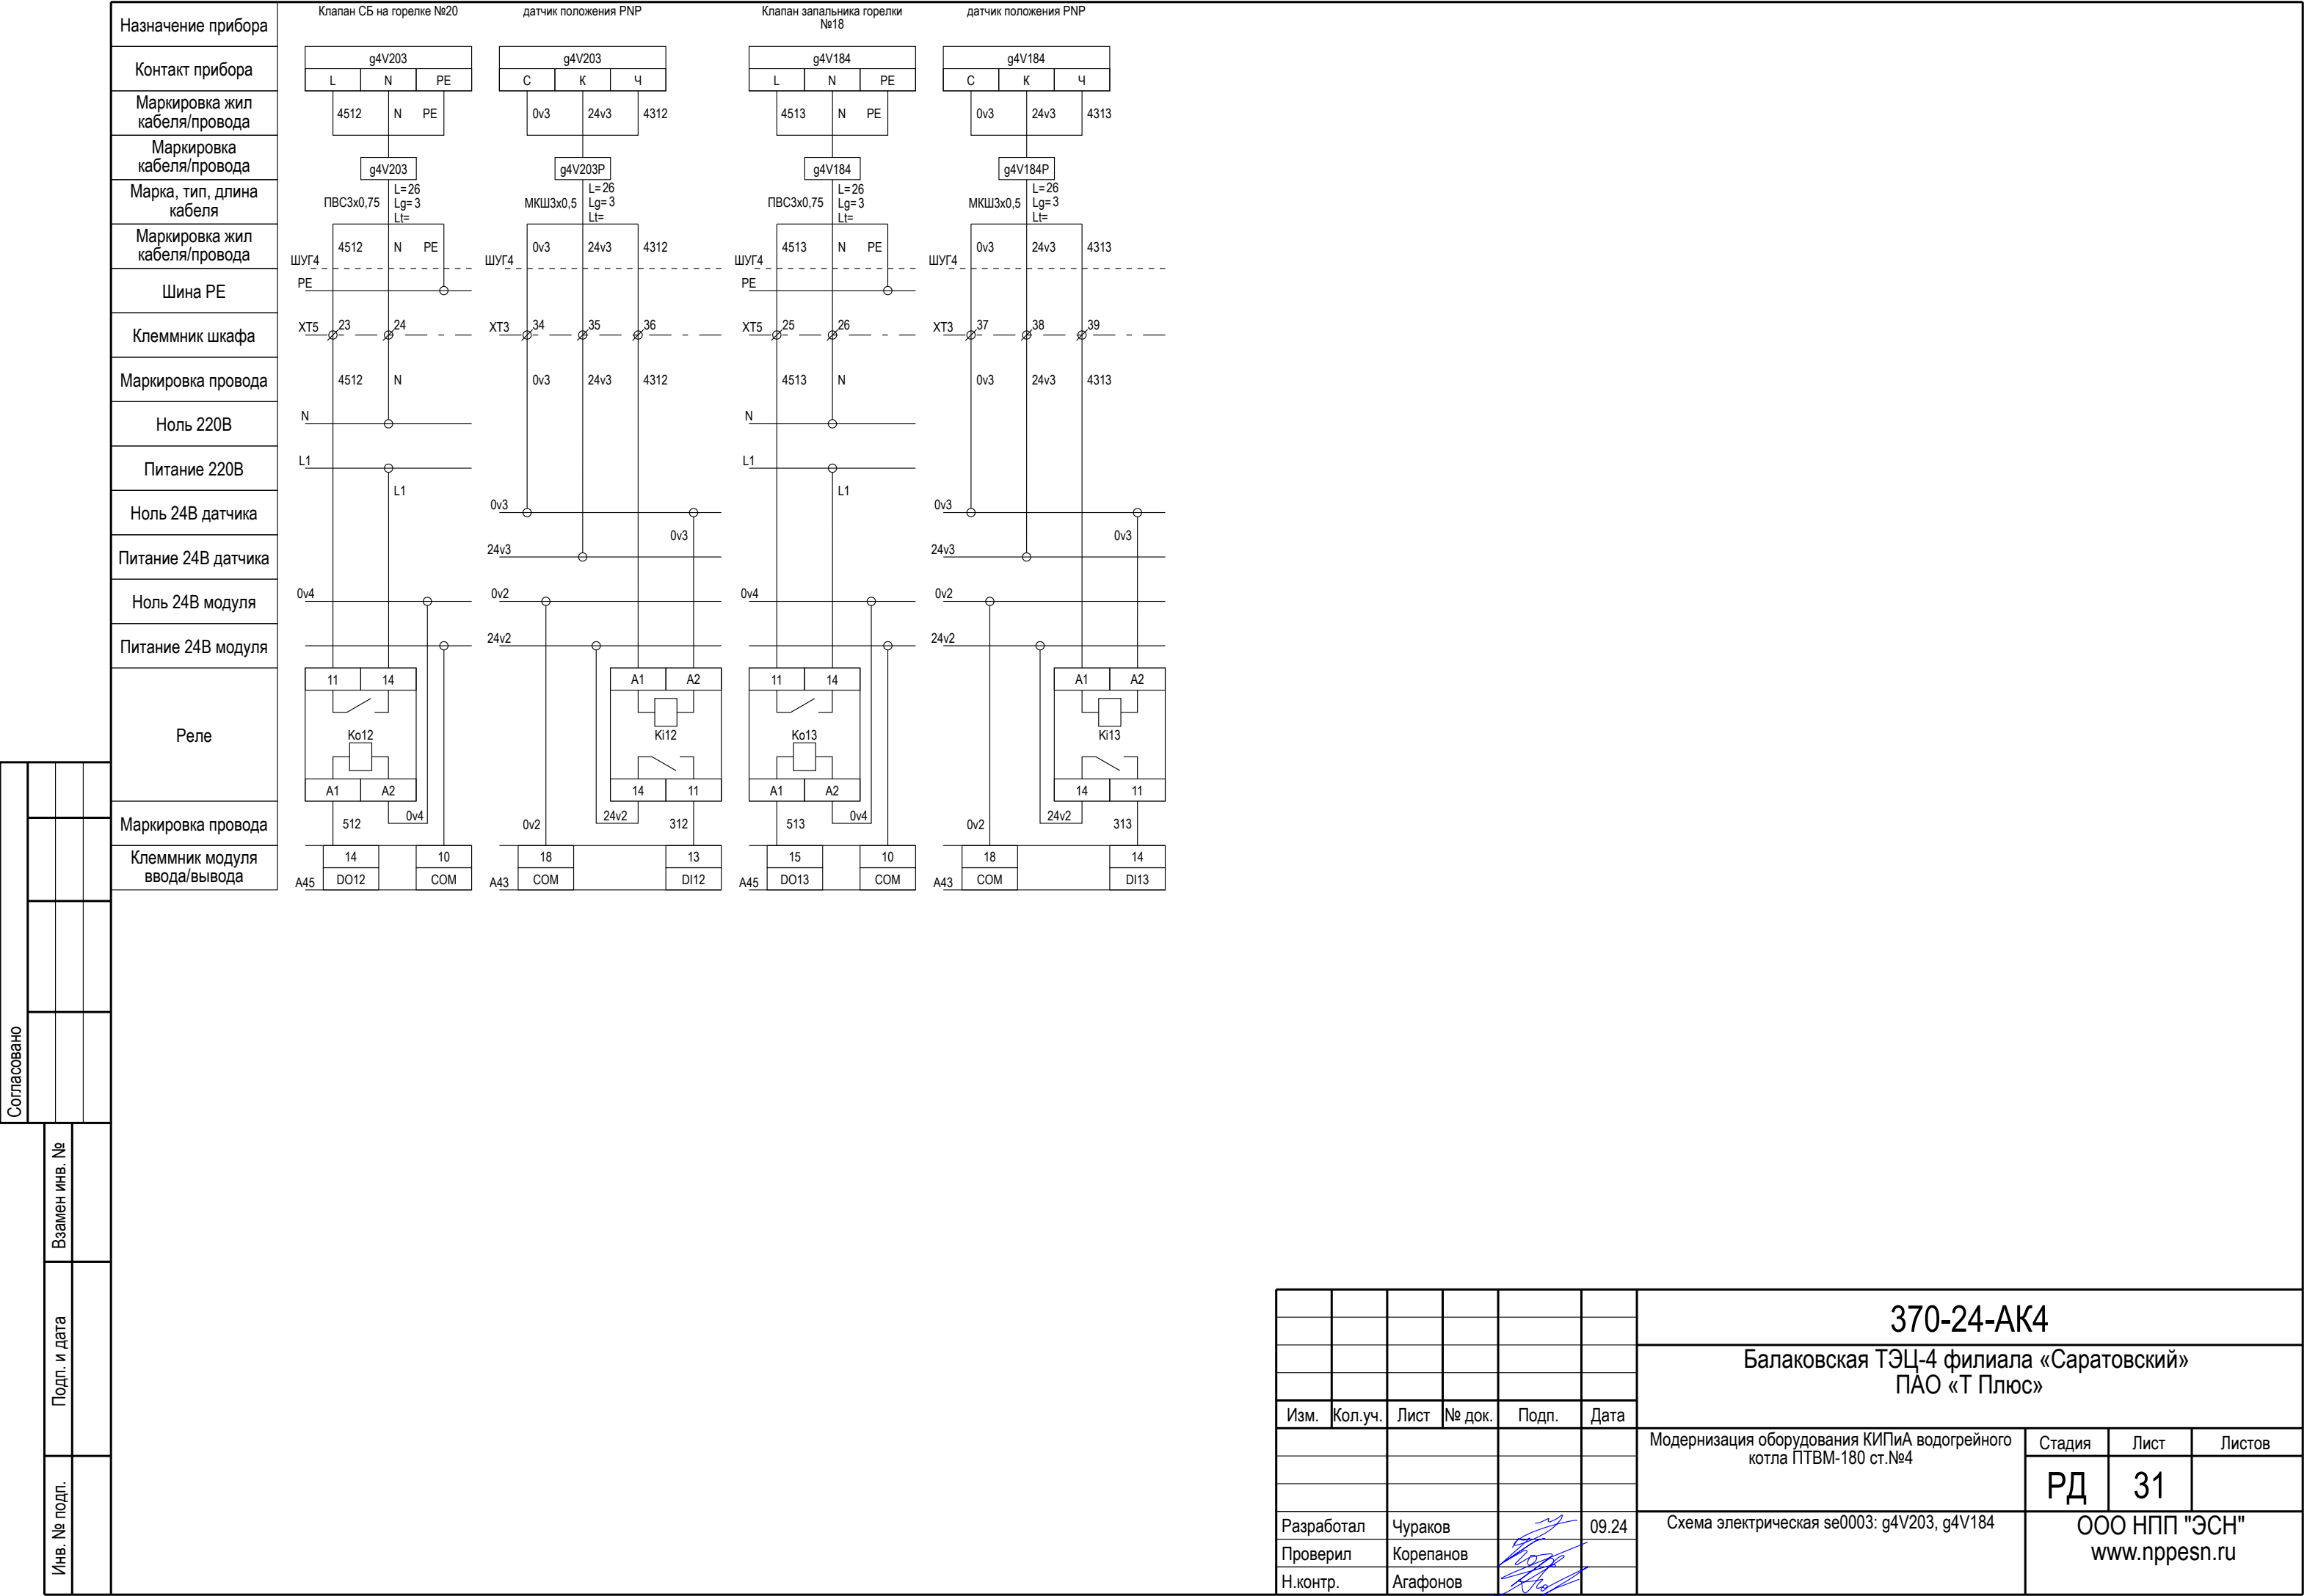 Назначение прибора
Клапан СБ на горелке №20
датчик положения PNP
Клапан запальника горелки
№18
датчик положения PNP
Контакт прибора
g4V203
L N PE
g4V203
С К Ч
g4V184
L N PE
g4V184
С К Ч
Маркировка жил
кабеля/провода
4512 N PE
0v3 24v3 4312
4513 N PE
0v3 24v3 4313
Маркировка
кабеля/провода
g4V203
g4V203P
g4V184
g4V184P
Марка, тип, длина
кабеля
ПВС3х0,75
L= 26
Lg= 3
Lt=
МКШ3х0,5
L= 26
Lg= 3
Lt=
ПВС3х0,75
L= 26
Lg= 3
Lt=
МКШ3х0,5
L= 26
Lg= 3
Lt=
Маркировка жил
кабеля/провода
4512 N PE
0v3 24v3 4312
4513 N PE
0v3 24v3 4313
ШУГ4 ШУГ4 ШУГ4 ШУГ4
Шина PE
PE PE
Клеммник шкафа
XT5 23 24
XT3 34 35 36
XT5 25 26
XT3 37 38 39
Маркировка провода
4512 N
0v3 24v3 4312
4513 N
0v3 24v3 4313
Ноль 220В
N N
Питание 220В
L1 L1
L1 L1
Ноль 24В датчика
0v3 0v3
0v3 0v3
Питание 24В датчика
24v3 24v3
Ноль 24В модуля
0v4 0v2 0v4 0v2
Питание 24В модуля
24v2 24v2
Реле
11 14
Ko12
A1 A2
A1 A2
Ki12
14 11
11 14
Ko13
A1 A2
A1 A2
Ki13
14 11
Маркировка провода
512 0v4
0v2 24v2 312
513 0v4
0v2 24v2 313
Клеммник модуля
ввода/вывода
A45
14 10
DO12 COM
A43
18 13
COM DI12
A45
15 10
DO13 COM
A43
18 14
COM DI13
Согласовано
Взамен инв. №
Подп. и дата
Инв. № подп.
370-24-АК4
Балаковская ТЭЦ-4 филиала «Саратовский»
ПАО «Т Плюс»
Изм. Кол.уч. Лист № док. Подп. Дата
Модернизация оборудования КИПиА водогрейного
котла ПТВМ-180 ст.№4
Стадия Лист Листов
РД 31
Разработал Чураков 09.24
Проверил Корепанов
Н.контр. Агафонов
Схема электрическая se0003: g4V203, g4V184
ООО НПП "ЭСН"
www.nppesn.ru